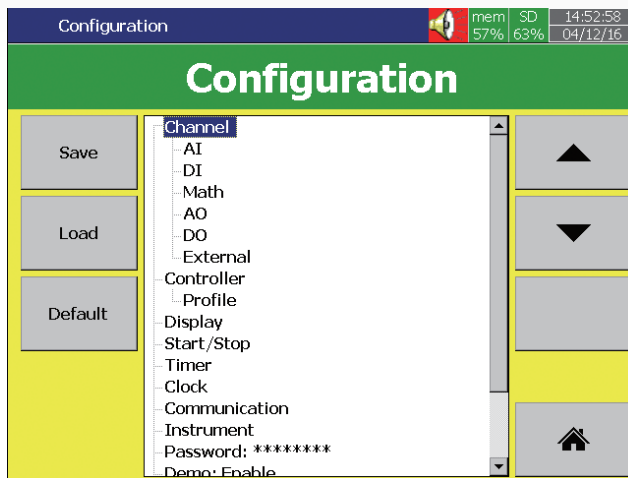 Configuration
mem
57%
SD
63%
14:52:58
04/12/16
Configuration
Save
Load
Default
Channel
AI
DI
Math
AO
DO
External
Controller
Profile
Display
Start/Stop
Timer
Clock
Communication
Instrument
Password: ********
Demo: Enable